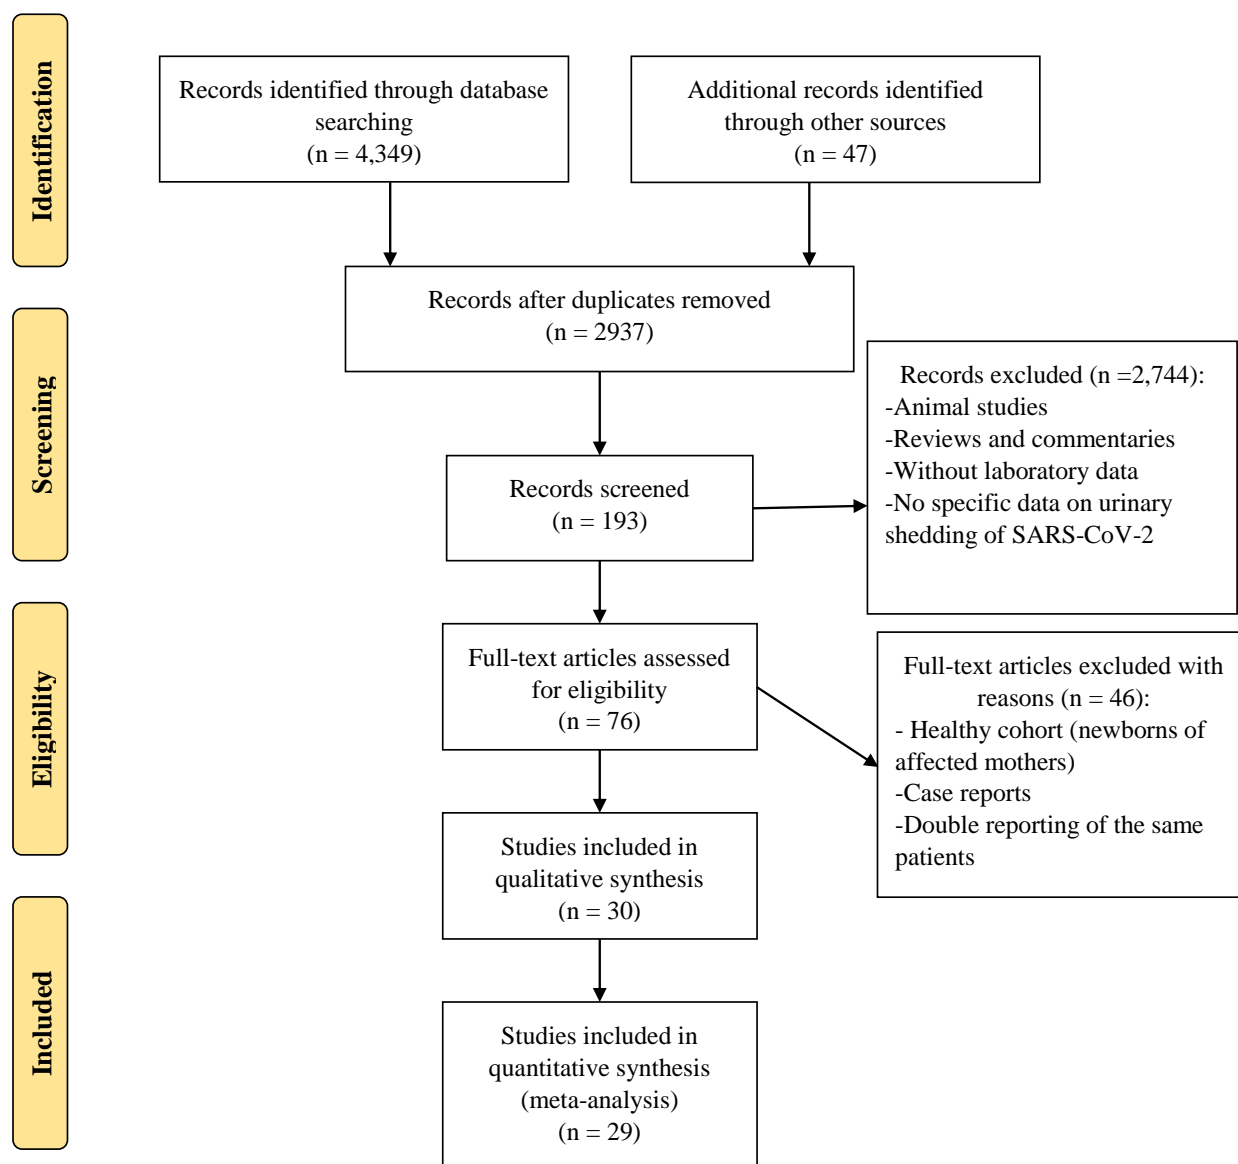 Identification
Records identified through database
searching
(n = 4,349)
Additional records identified
through other sources
(n = 47)
Records after duplicates removed
(n = 2937)
Screening
Records excluded (n =2,744):
-Animal studies
-Reviews and commentaries
-Without laboratory data
-No specific data on urinary
shedding of SARS-CoV-2
Records screened
(n = 193)
Eligibility
Full-text articles assessed
for eligibility
(n = 76)
Full-text articles excluded with
reasons (n = 46):
- Healthy cohort (newborns of
affected mothers)
-Case reports
-Double reporting of the same
patients
Studies included in
qualitative synthesis
(n = 30)
Included
Studies included in
quantitative synthesis
(meta-analysis)
(n = 29)